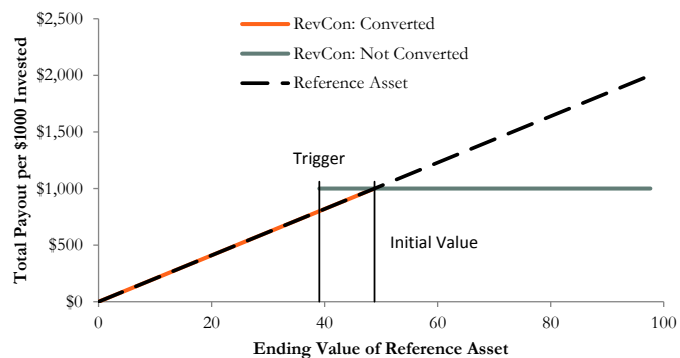 RevCon: Converted
RevCon: Not Converted
Reference Asset
Total Payout per $1000 Invested
$2,500
$2,000
$1,500
$1,000
$500
$0
Trigger
Initial Value
0 20 40 60 80 100
Ending Value of Reference Asset